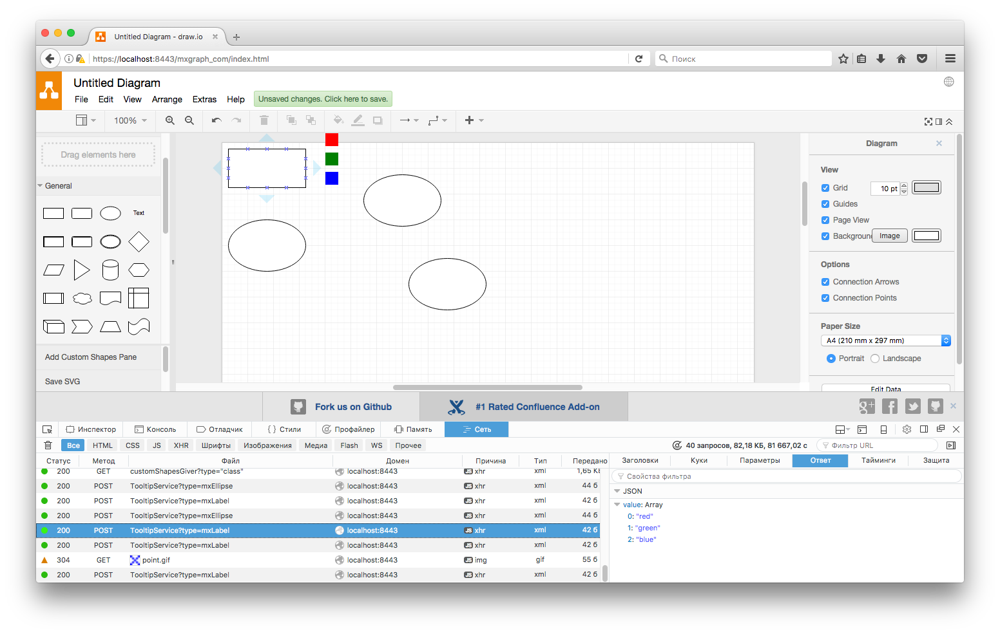 Untitled Diagram - draw.io
https://localhost:8443/mxgraph_com/index.html
Поиск
Untitled Diagram
File Edit View Arrange Extras Help
Unsaved changes. Click here to save.
100%
Drag elements here
General
Text
Add Custom Shapes Pane
Save SVG
Diagram
View
Grid 10 pt
Guides
Page View
Background Image
Options
Connection Arrows
Connection Points
Paper Size
A4 (210 mm x 297 mm)
Portrait Landscape
Edit Data
Fork us on Github
#1 Rated Confluence Add-on
Инспектор Консоль Отладчик Стили Профайлер Память Сеть
Все HTML CSS JS XHR Шрифты Изображения Медиа Flash WS Прочее
40 запросов, 82,18 КБ, 81 667,02 с
Фильтр URL
Статус Метод Файл Домен Причина Тип Передано
200 GET customShapesGiver?type="class" localhost:8443 JS xhr xml 1,65 КБ
200 POST TooltipService?type=mxEllipse localhost:8443 JS xhr xml 44 б
200 POST TooltipService?type=mxLabel localhost:8443 JS xhr xml 42 б
200 POST TooltipService?type=mxEllipse localhost:8443 JS xhr xml 44 б
200 POST TooltipService?type=mxLabel localhost:8443 JS xhr xml 42 б
200 POST TooltipService?type=mxLabel localhost:8443 JS xhr xml 42 б
304 GET point.gif localhost:8443 JS img gif 55 б
200 POST TooltipService?type=mxLabel localhost:8443 JS xhr xml 42 б
Заголовки Куки Параметры Ответ Тайминги Защита
Свойства фильтра
JSON
value: Array
0: "red"
1: "green"
2: "blue"